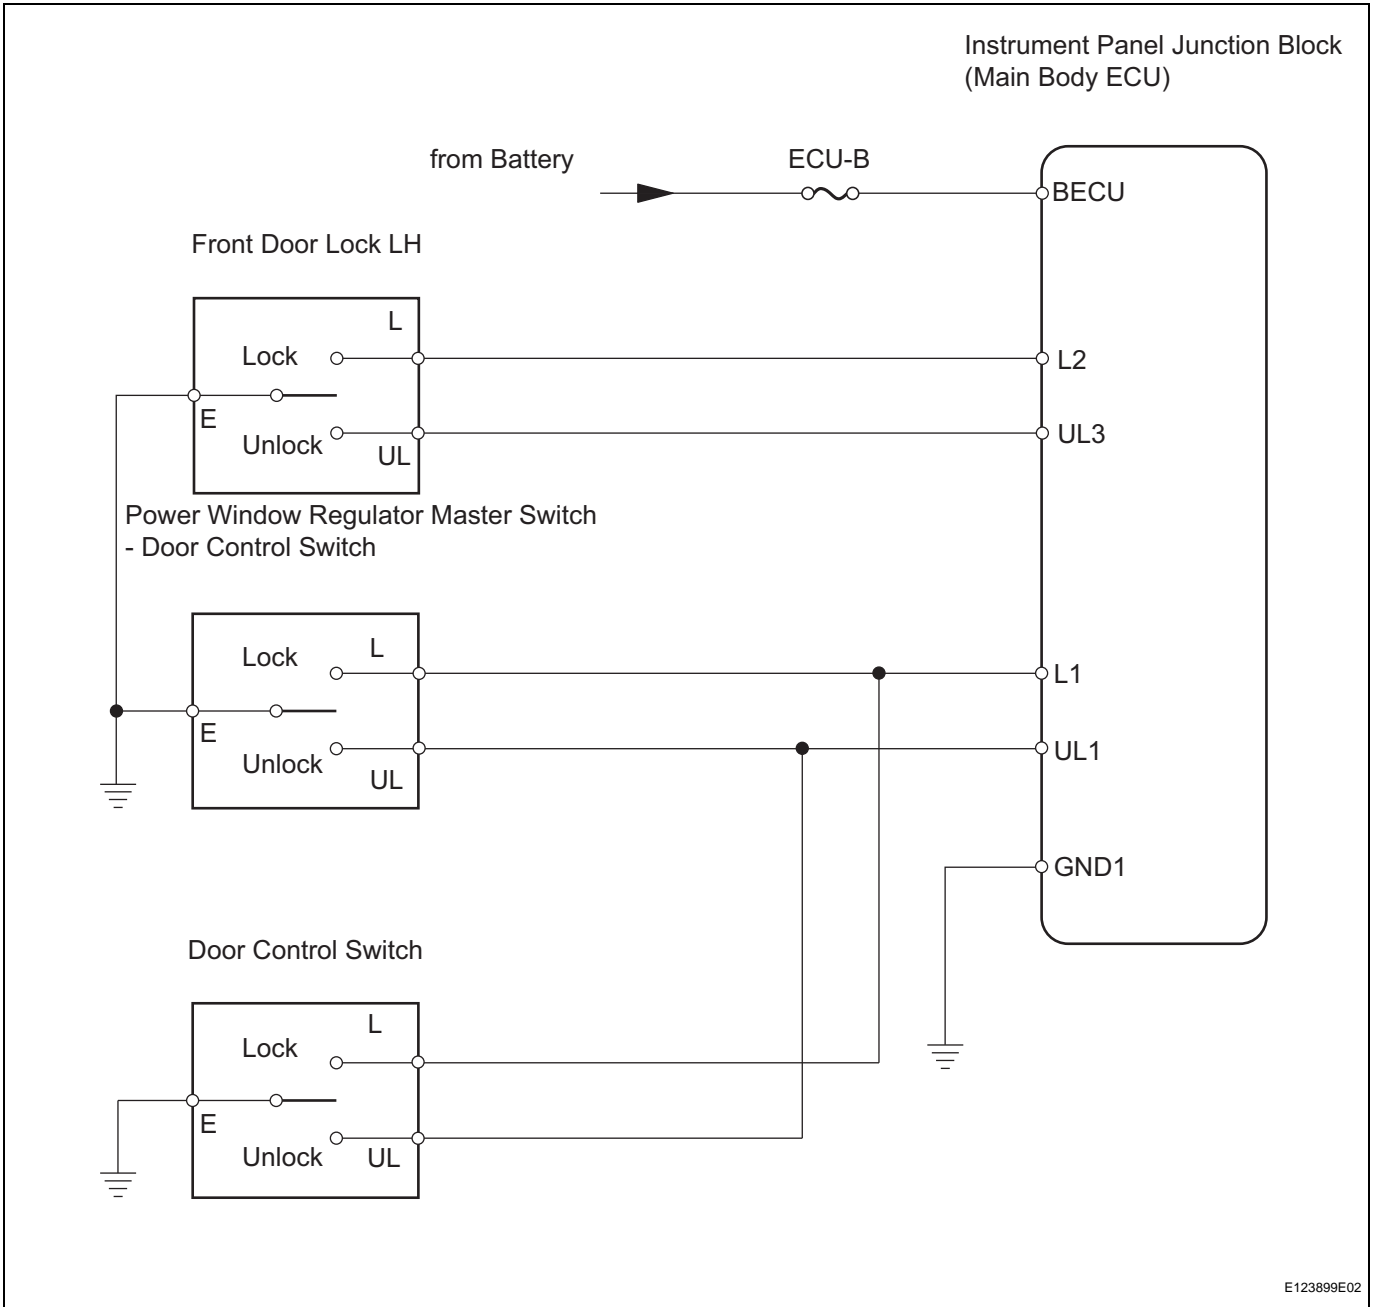 Instrument Panel Junction Block
(Main Body ECU)
from Battery
ECU-B
BECU
Front Door Lock LH
L
Lock
L2
E
Unlock
UL
UL3
Power Window Regulator Master Switch
- Door Control Switch
Lock
L
L1
E
Unlock
UL
UL1
GND1
Door Control Switch
L
Lock
E
Unlock
UL
E123899E02